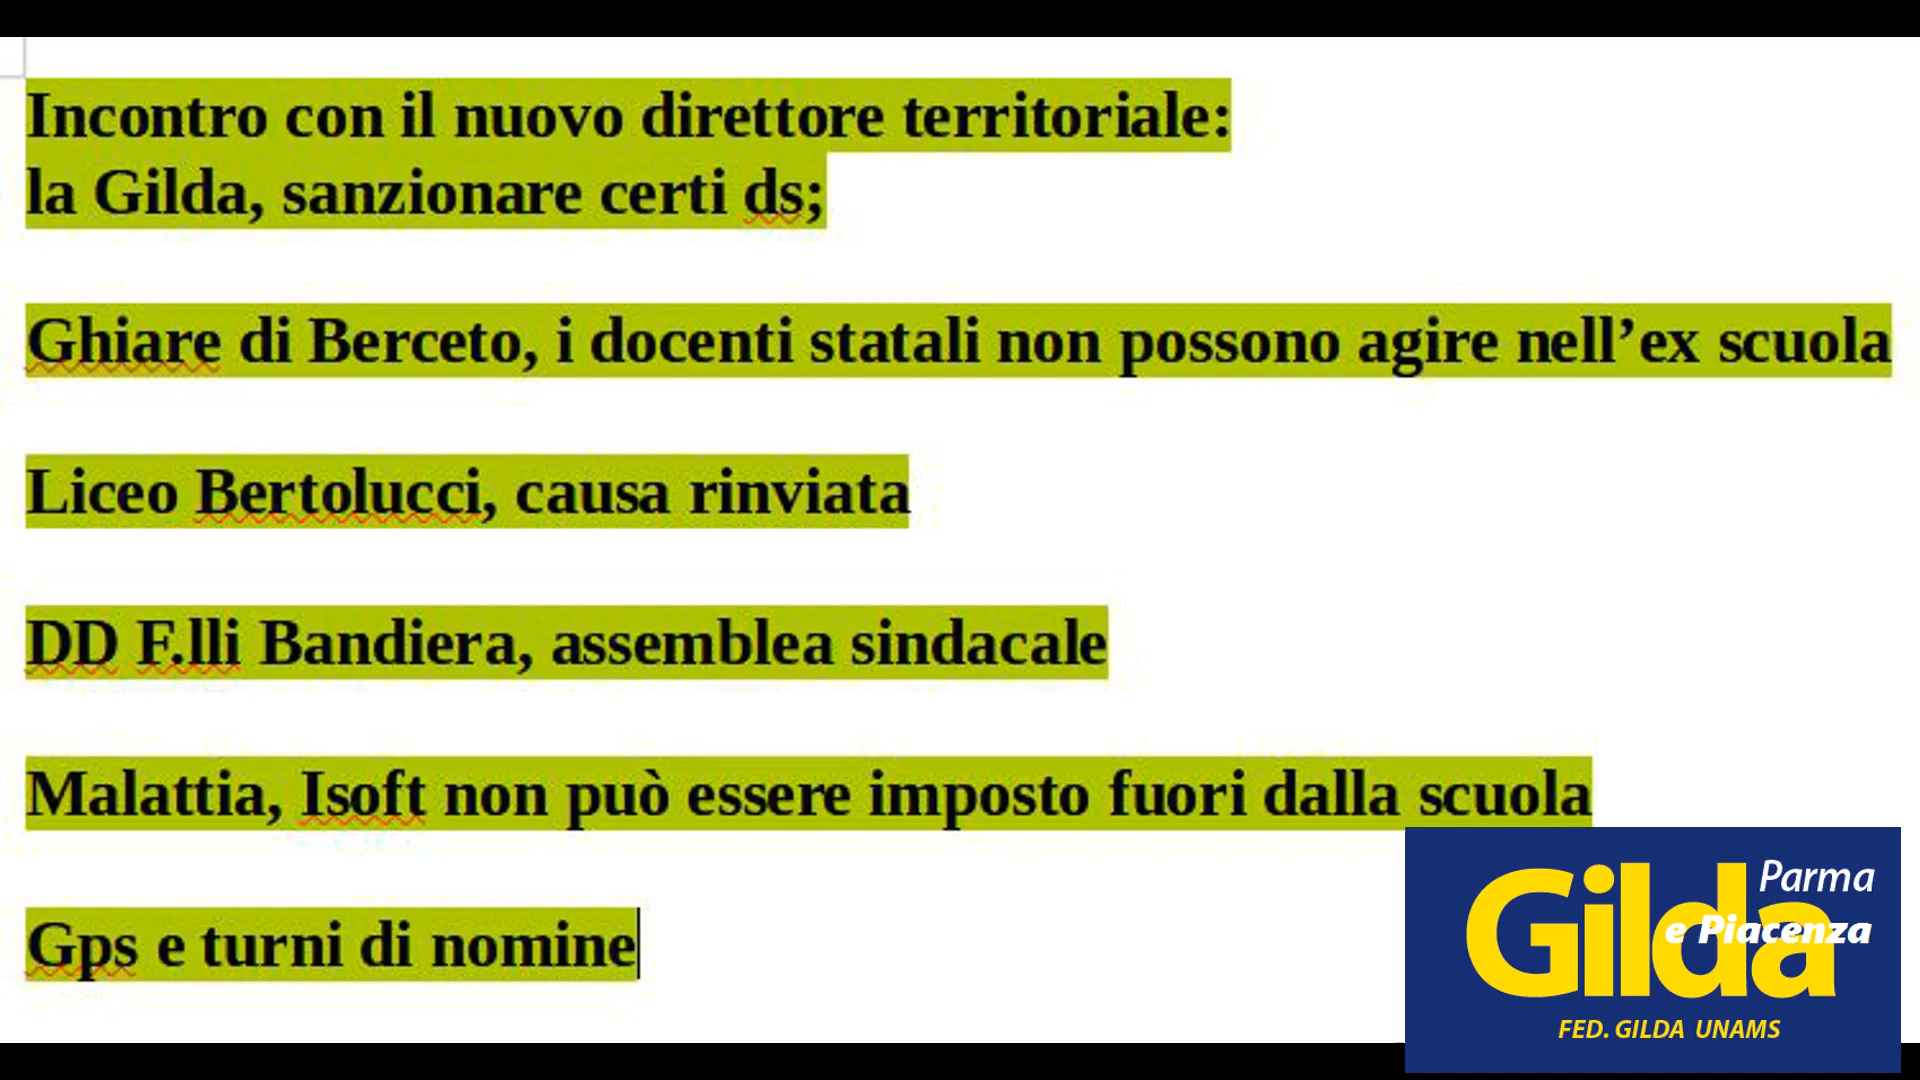 Incontro con il nuovo direttore territoriale:
la Gilda, sanzionare certi ds;
Ghiare di Berceto, i docenti statali non possono agire nell’ex scuola
Liceo Bertolucci, causa rinviata
DD F.lli Bandiera, assemblea sindacale
Malattia, Isoft non può essere imposto fuori dalla scuola
Gps e turni di nomine
Gilda
Parma
e Piacenza
FED. GILDA UNAMS